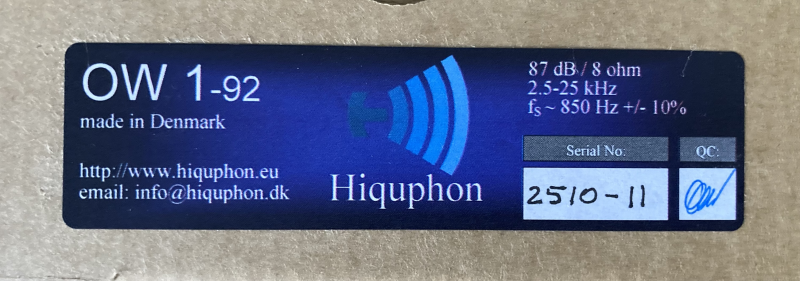 OW 1-92
made in Denmark
http://www.hiquphon.eu
email: info@hiquphon.dk
Hiquphon
87 dB / 8 ohm
2.5-25 kHz
fs ~ 850 Hz +/- 10%
Serial No:
QC:
2510-11
OW